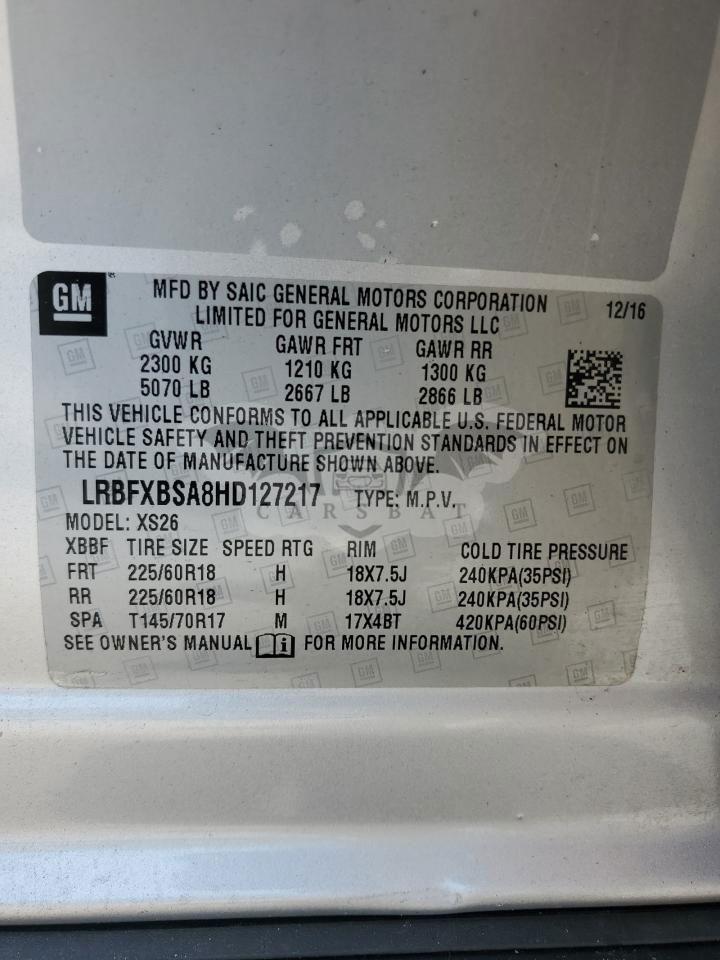 GM
MFD BY SAIC GENERAL MOTORS CORPORATION 12/16
LIMITED FOR GENERAL MOTORS LLC
GVWR GAWR FRT GAWR RR
2300 KG 1210 KG 1300 KG
5070 LB 2667 LB 2866 LB
THIS VEHICLE CONFORMS TO ALL APPLICABLE U.S. FEDERAL MOTOR
VEHICLE SAFETY AND THEFT PREVENTION STANDARDS IN EFFECT ON
THE DATE OF MANUFACTURE SHOWN ABOVE.
LRBFXBSA8HD127217 TYPE: M.P.V.
CARSBAT
MODEL: XS26
XBBF TIRE SIZE SPEED RTG RIM COLD TIRE PRESSURE
FRT 225/60R18 H 18X7.5J 240KPA(35PSI)
RR 225/60R18 H 18X7.5J 240KPA(35PSI)
SPA T145/70R17 M 17X4BT 420KPA(60PSI)
SEE OWNER'S MANUAL i FOR MORE INFORMATION.